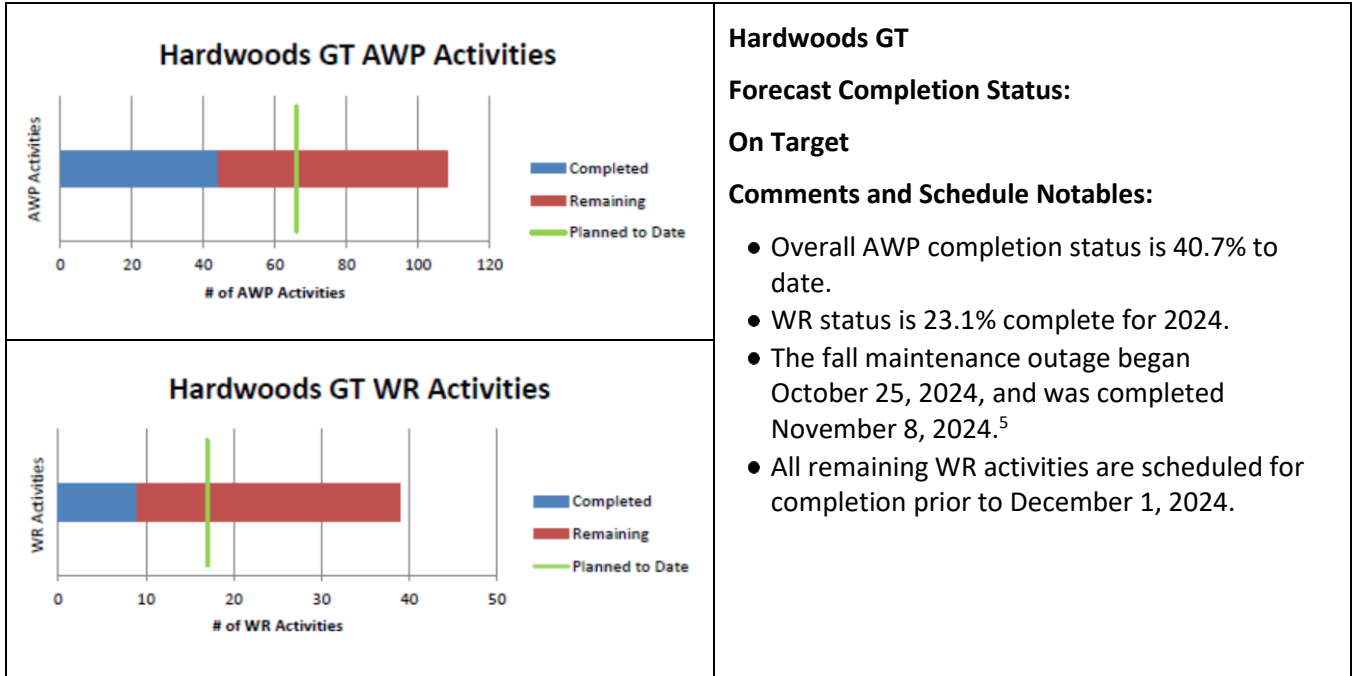 Hardwoods GT AWP Activities
AWP Activities
Completed
Remaining
Planned to Date
0 20 40 60 80 100 120
# of AWP Activities
Hardwoods GT WR Activities
WR Activities
Completed
Remaining
Planned to Date
0 10 20 30 40 50
# of WR Activities
Hardwoods GT
Forecast Completion Status:
On Target
Comments and Schedule Notables:
● Overall AWP completion status is 40.7% to
date.
● WR status is 23.1% complete for 2024.
● The fall maintenance outage began
October 25, 2024, and was completed
November 8, 2024.⁵
● All remaining WR activities are scheduled for
completion prior to December 1, 2024.